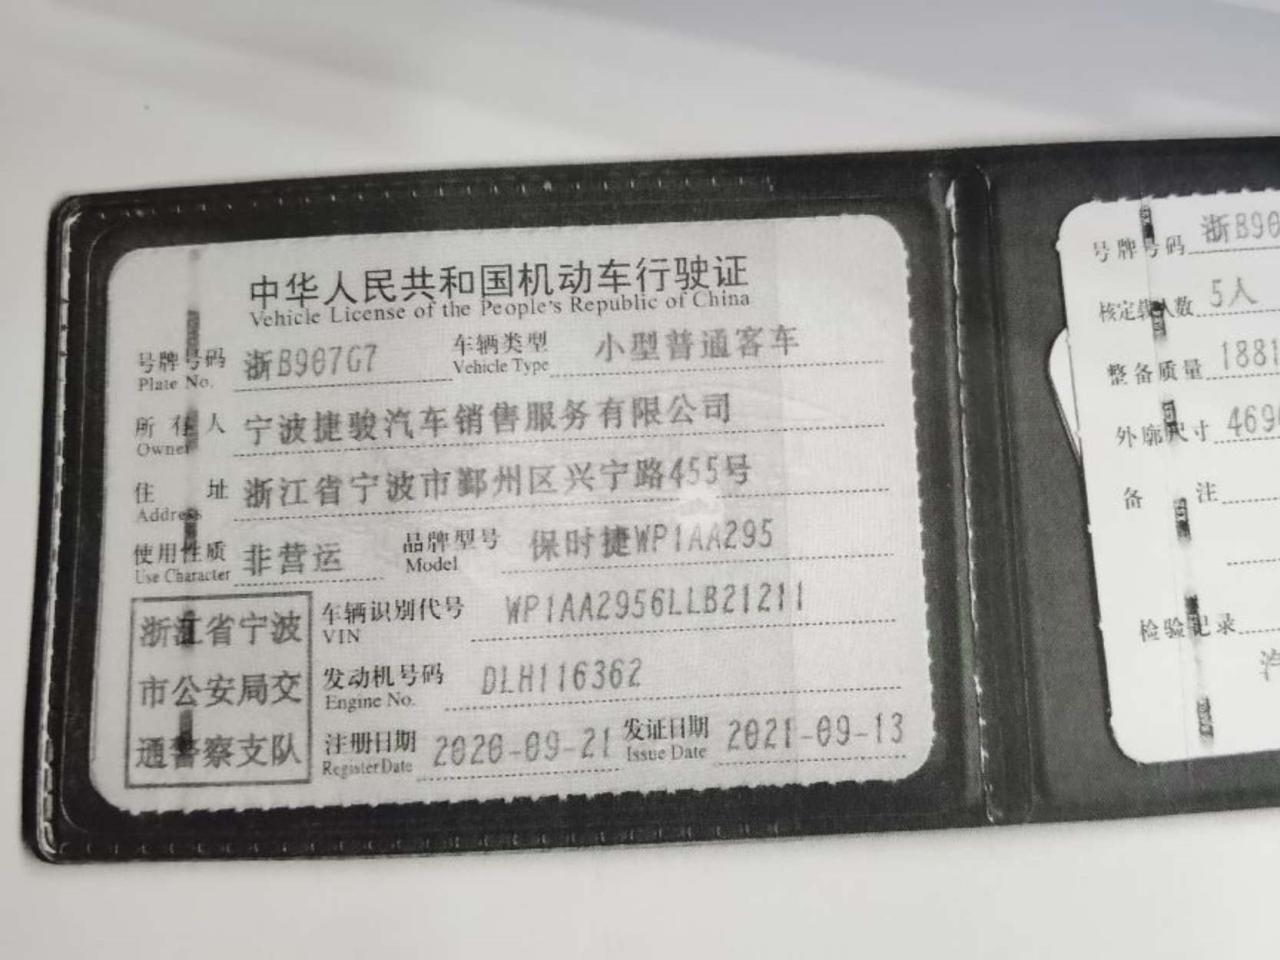 中华人民共和国机动车行驶证
Vehicle License of the People's Republic of China
号牌号码 浙B907G7 车辆类型 小型普通客车
Plate No. Vehicle Type
所有人 宁波捷骏汽车销售服务有限公司
Owner
住址 浙江省宁波市鄞州区兴宁路455号
Address
使用性质 非营运 品牌型号 保时捷WP1AA295
Use Character Model
浙江省宁波
市公安局交
通警察支队
车辆识别代号 WP1AA2956LLB21211
VIN
发动机号码 DLH116362
Engine No.
注册日期 2020-09-21 发证日期 2021-09-13
Register Date Issue Date
号牌号码 浙B90
核定载人数 5人
整备质量 1881
外廓尺寸 469
备注
检验记录